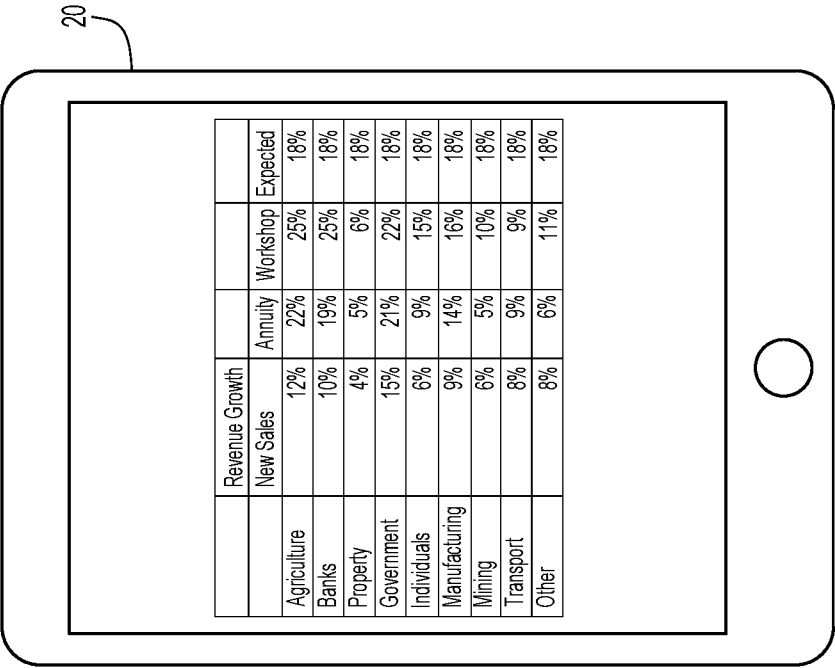 20
Revenue Growth
New Sales Annuity Workshop Expected
Agriculture 12% 22% 25% 18%
Banks 10% 19% 25% 18%
Property 4% 5% 6% 18%
Government 15% 21% 22% 18%
Individuals 6% 9% 15% 18%
Manufacturing 9% 14% 16% 18%
Mining 6% 5% 10% 18%
Transport 8% 9% 9% 18%
Other 8% 6% 11% 18%